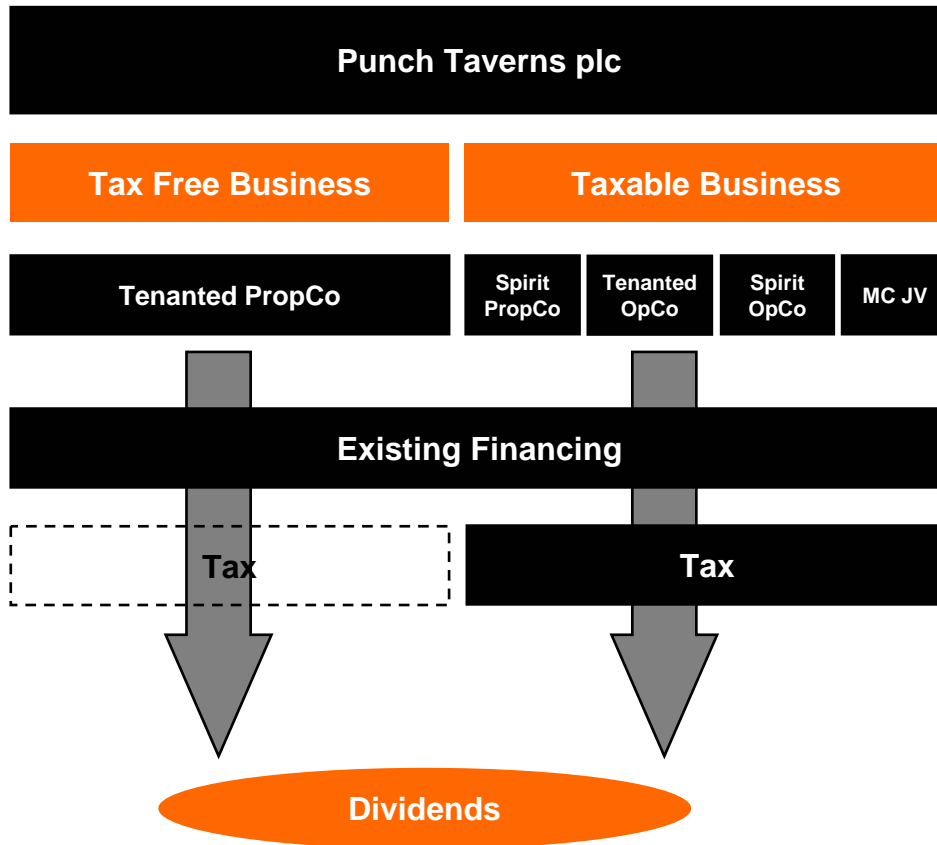 Punch Taverns plc
Tax Free Business
Taxable Business
Tenanted PropCo
Spirit
PropCo
Tenanted
OpCo
Spirit
OpCo
MC JV
Existing Financing
Tax
Tax
Dividends